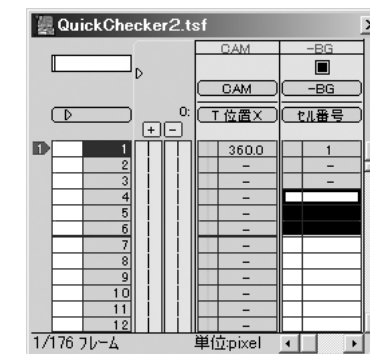 QuickChecker2.tsf
CAM -BG
CAM -BG
0: T 位置X セル番号
+ -
1 1 360.0 1
2 - -
3 - -
4 -
5 -
6 -
7 -
8 -
9 -
10 -
11 -
12 -
1/176 フレーム 単位:pixel